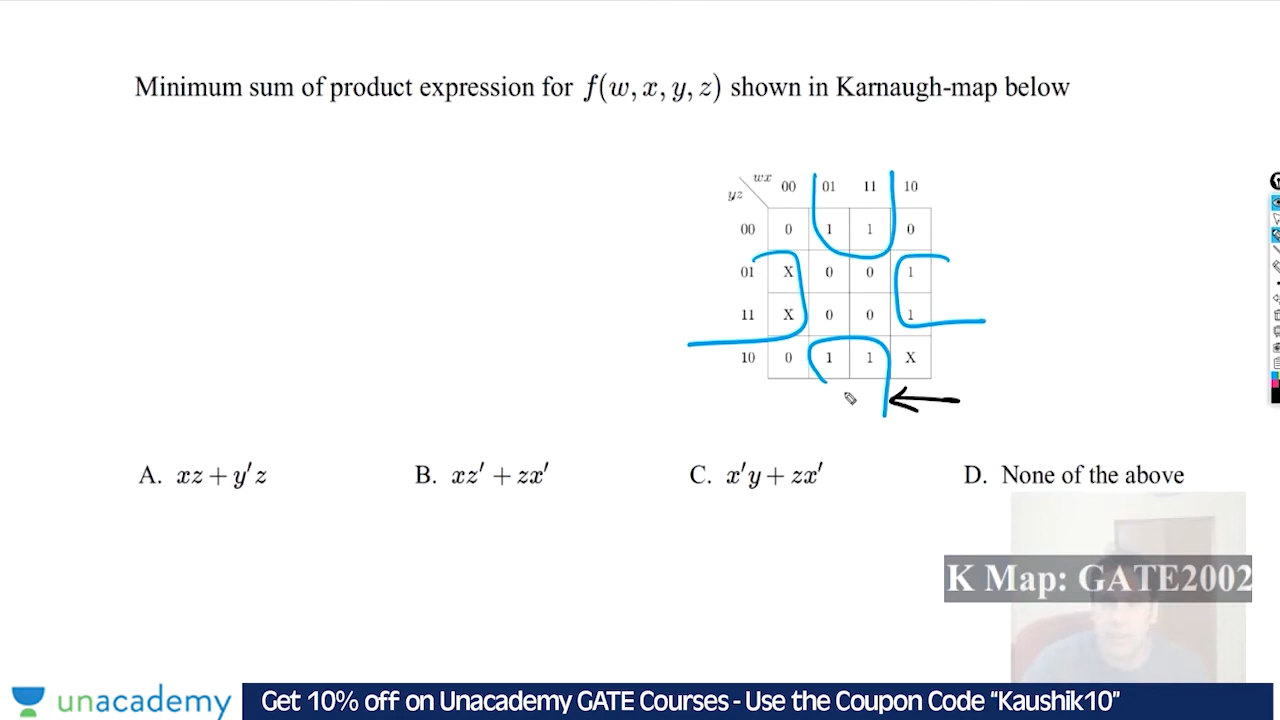 Minimum sum of product expression for f(w, x, y, z) shown in Karnaugh-map below
wx
yz
00 01 11 10
00 0 1 1 0
01 X 0 0 1
11 X 0 0 1
10 0 1 1 X
A. xz + y′z
B. xz′ + zx′
C. x′y + zx′
D. None of the above
K Map: GATE2002
unacademy
Get 10% off on Unacademy GATE Courses - Use the Coupon Code “Kaushik10”